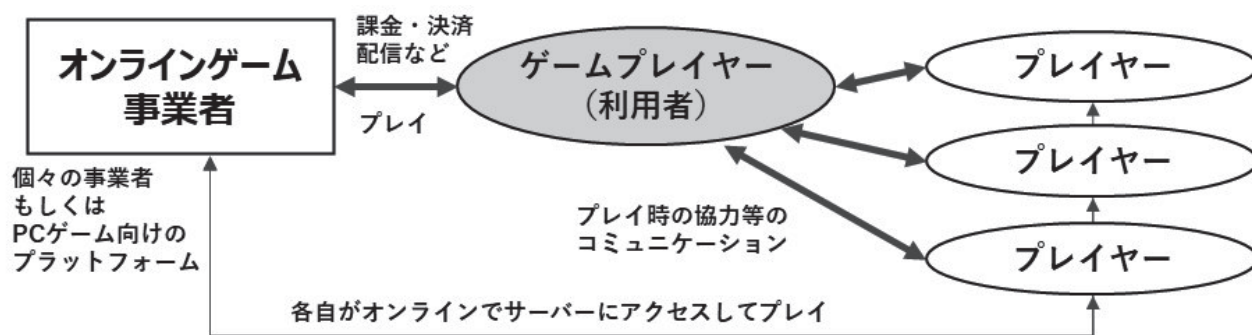 オンラインゲーム
事業者
課金・決済
配信など
プレイ
ゲームプレイヤー
（利用者）
プレイヤー
プレイヤー
プレイヤー
個々の事業者
もしくは
PCゲーム向けの
プラットフォーム
プレイ時の協力等の
コミュニケーション
各自がオンラインでサーバーにアクセスしてプレイ